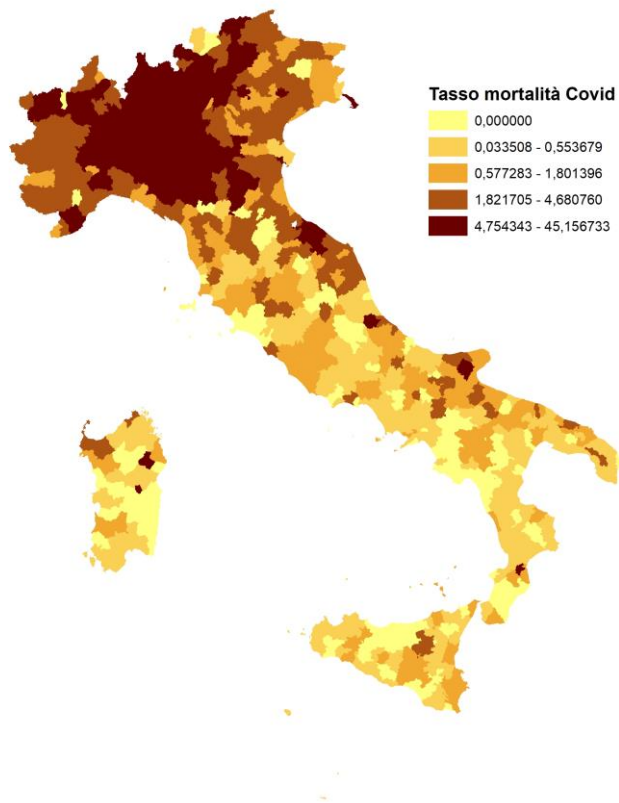 Tasso mortalità Covid
0,000000
0,033508 - 0,553679
0,577283 - 1,801396
1,821705 - 4,680760
4,754343 - 45,156733